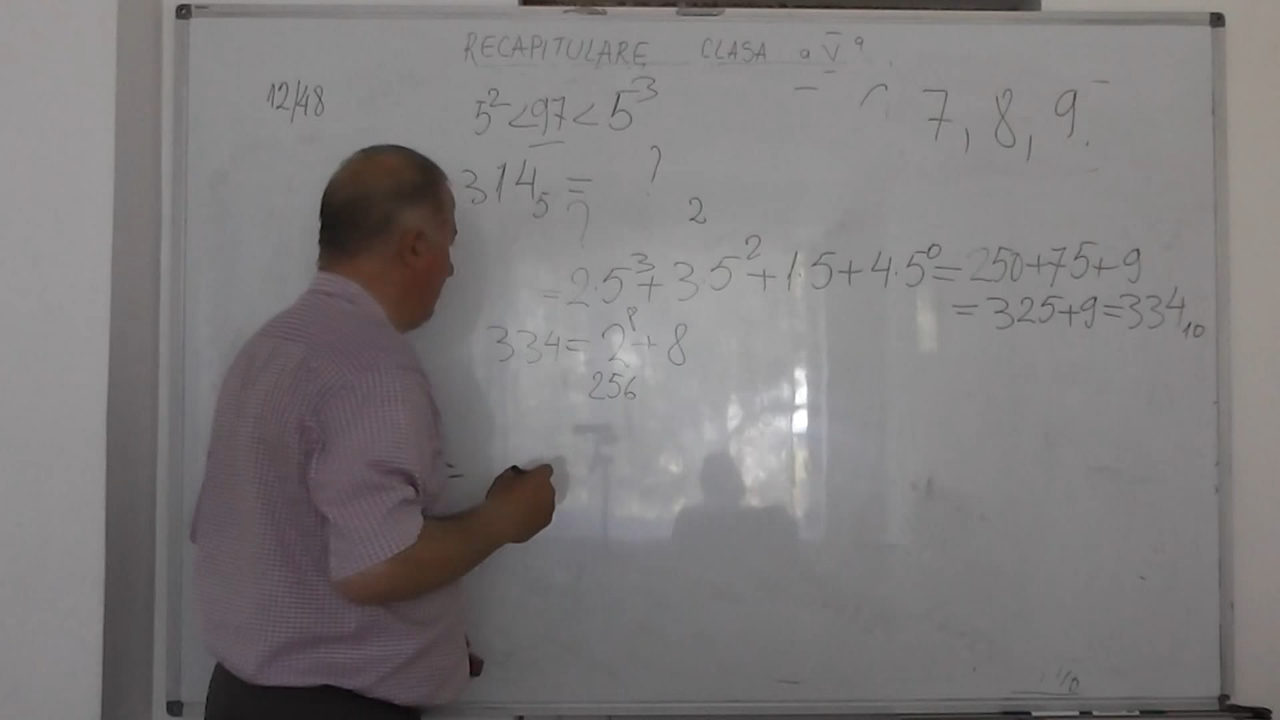 RECAPITULARE CLASA a V a
12/48
5² < 97 < 5³
7, 8, 9.
314₅ = ?
?
2
= 2·5³ + 3·5² + 1·5 + 4·5⁰ = 250 + 75 + 9
= 325 + 9 = 334₁₀
334 = 2⁸ + 8
256